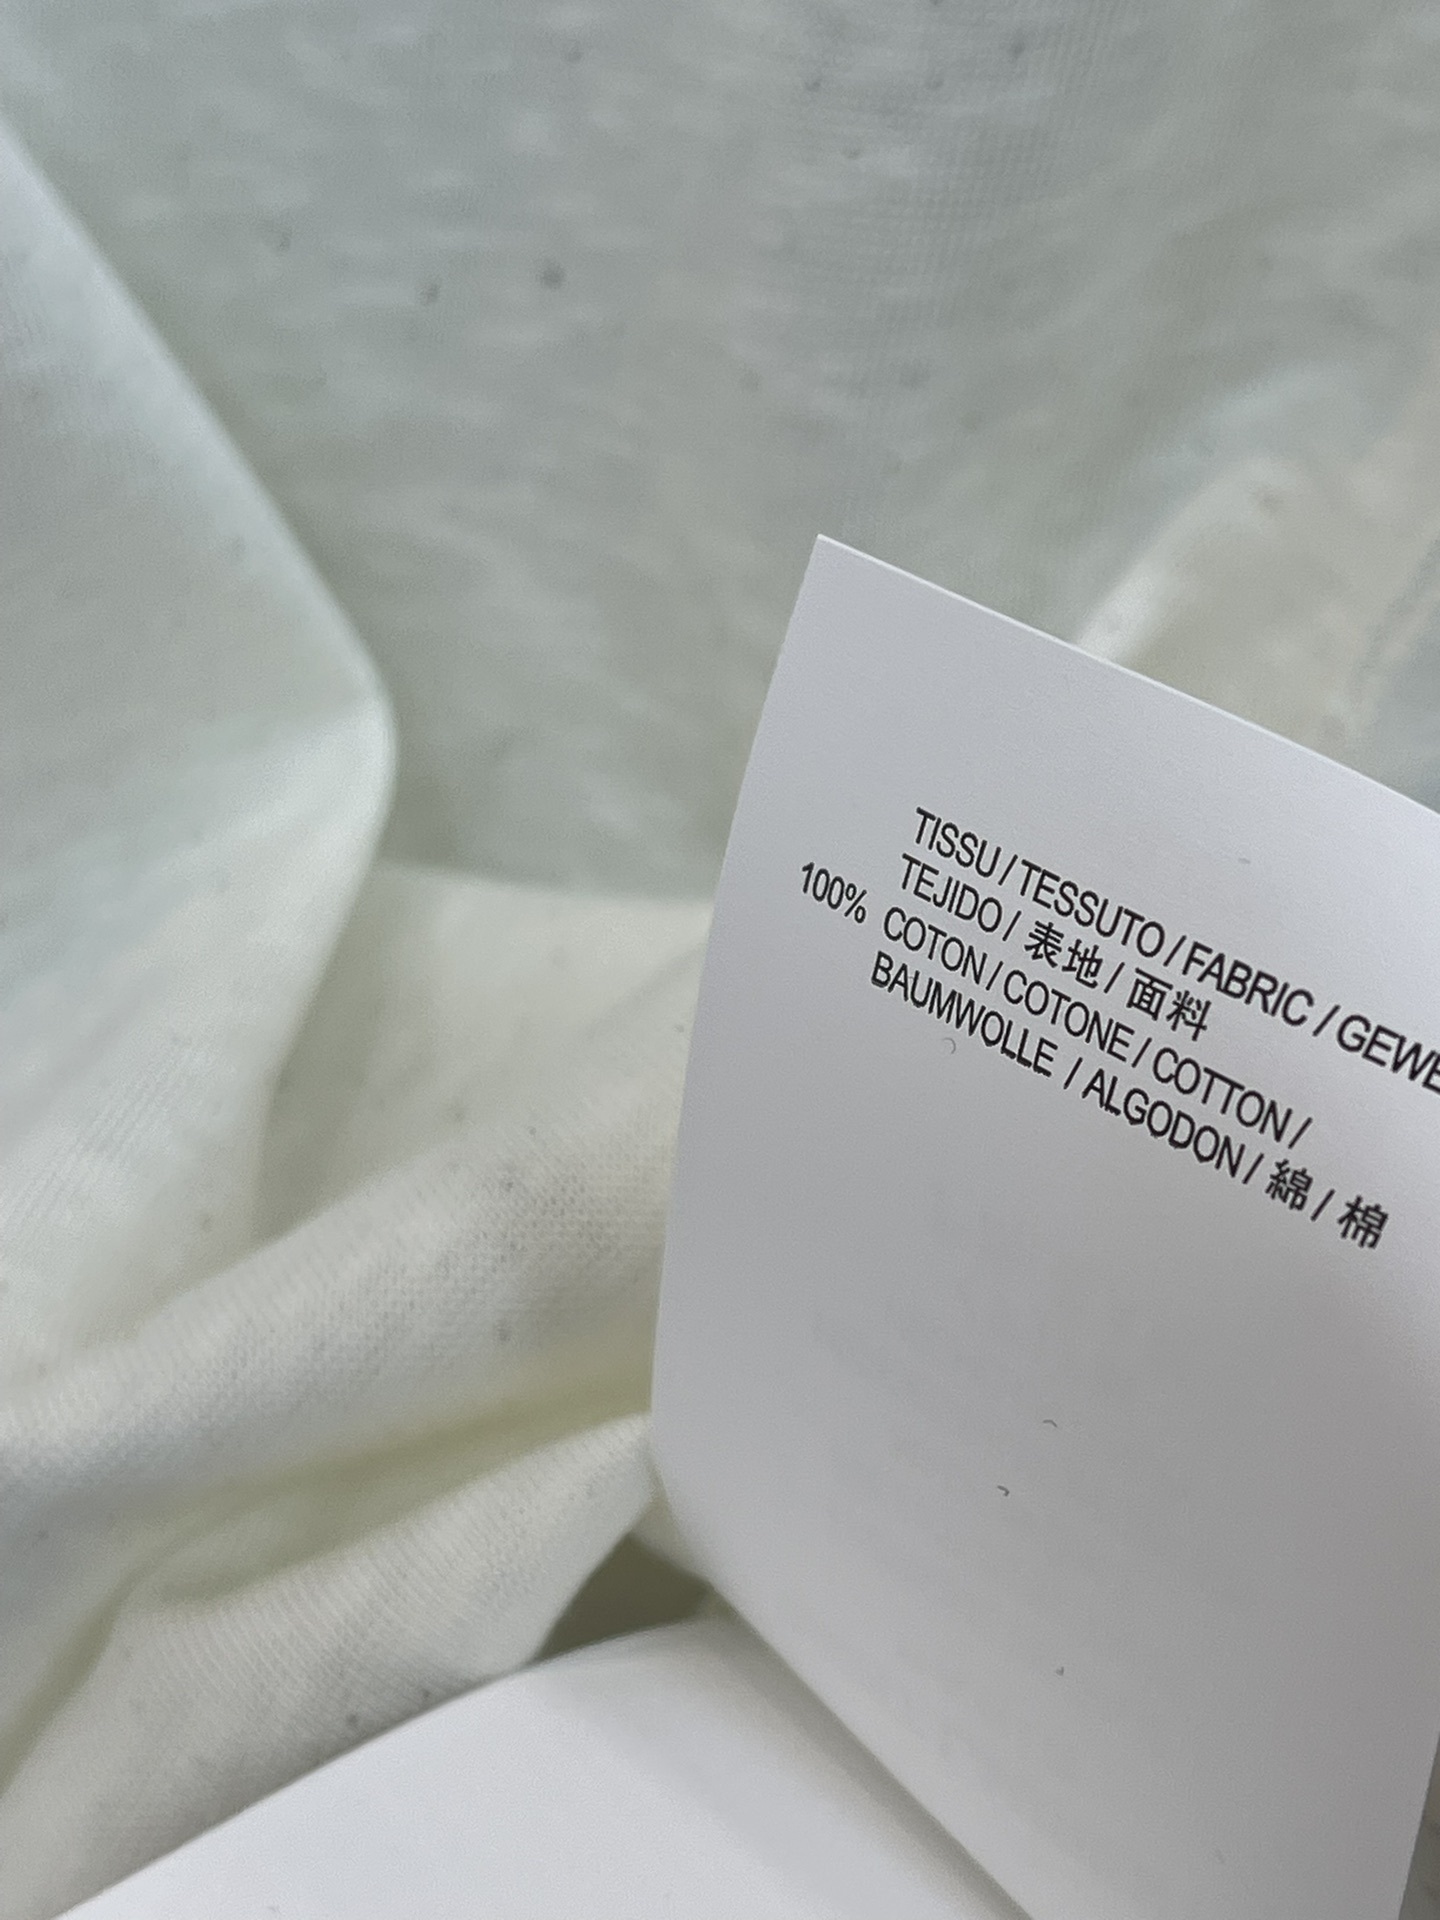 TISSU / TESSUTO / FABRIC / GEWE
TEJIDO / 表地 / 面料
100% COTON / COTONE / COTTON /
BAUMWOLLE / ALGODON / 綿 / 棉